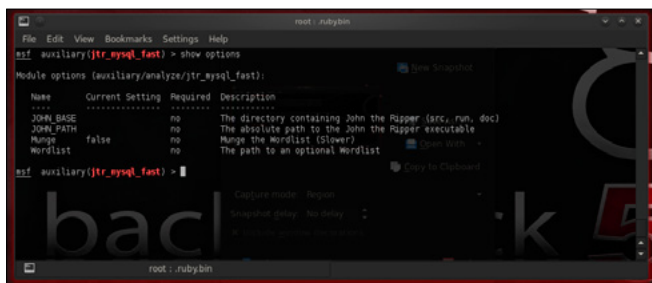 root : .ruby.bin
File Edit View Bookmarks Settings Help
msf auxiliary(jtr_mysql_fast) > show options
Module options (auxiliary/analyze/jtr_mysql_fast):
Name Current Setting Required Description
---- --------------- -------- -----------
JOHN_BASE no The directory containing John the Ripper (src, run, doc)
JOHN_PATH no The absolute path to the John the Ripper executable
Munge false no Munge the Wordlist (Slower)
Wordlist no The path to an optional Wordlist
msf auxiliary(jtr_mysql_fast) >
New Snapshot
Open With
Copy to Clipboard
Capture mode: Region
Snapshot delay: No delay
back k 5
root : .ruby.bin